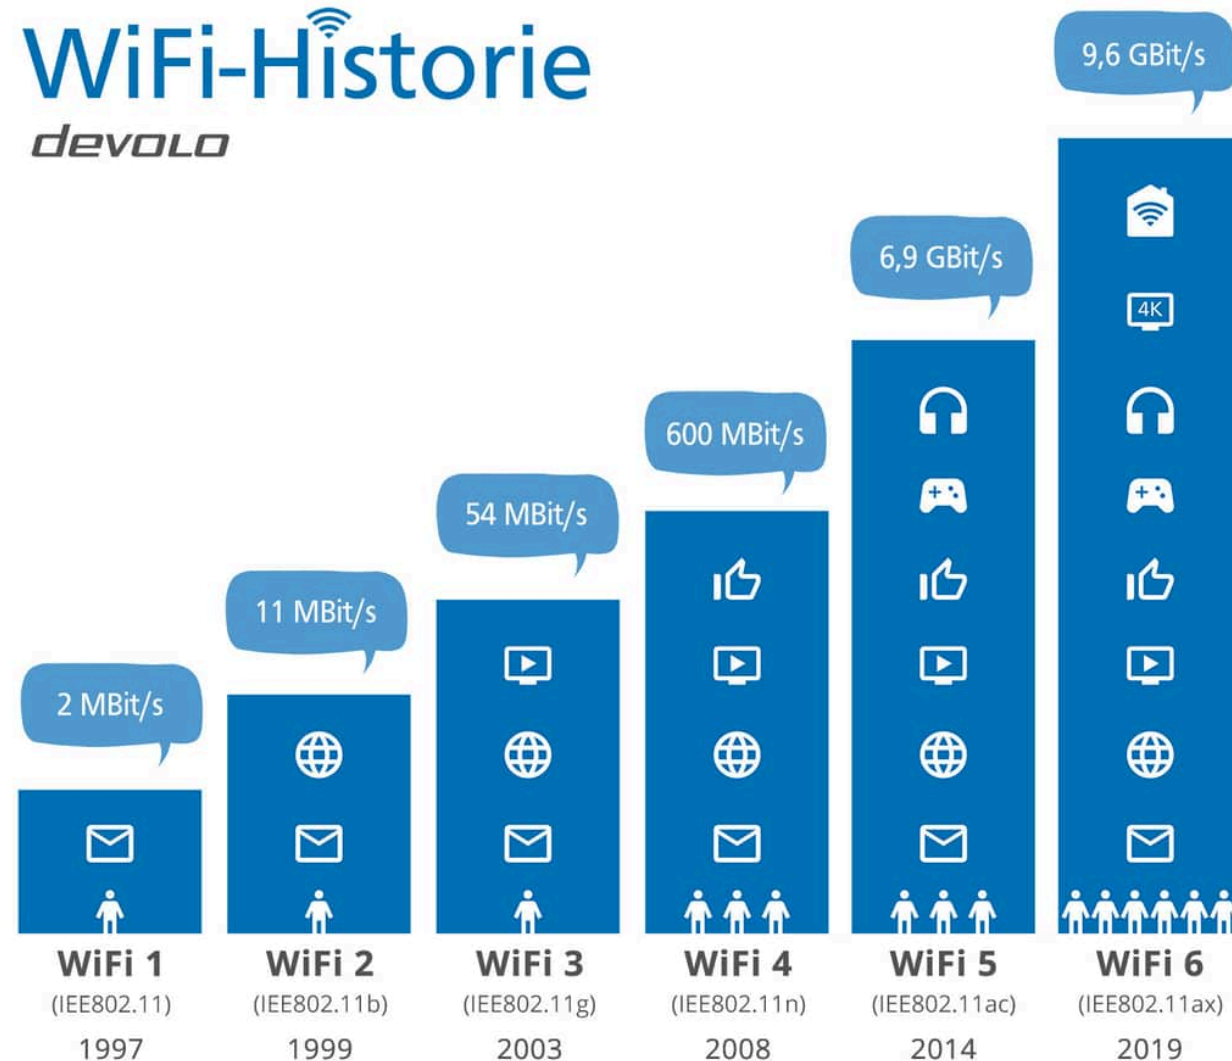 WiFi-Historie
devolo
2 MBit/s
11 MBit/s
54 MBit/s
600 MBit/s
6,9 GBit/s
9,6 GBit/s
4K
WiFi 1
(IEE802.11)
1997
WiFi 2
(IEE802.11b)
1999
WiFi 3
(IEE802.11g)
2003
WiFi 4
(IEE802.11n)
2008
WiFi 5
(IEE802.11ac)
2014
WiFi 6
(IEE802.11ax)
2019